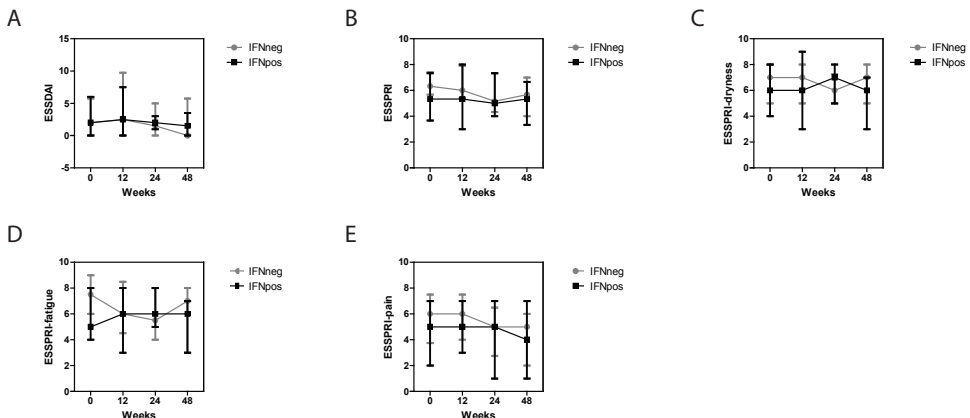 A
15
10
5
0
-5
ESSDAI
0 12 24 48
Weeks
IFNneg
IFNpos
B
10
8
6
4
2
0
ESSPRI
0 12 24 48
Weeks
IFNneg
IFNpos
C
10
8
6
4
2
0
ESSPRI-dryness
0 12 24 48
Weeks
IFNneg
IFNpos
D
10
8
6
4
2
0
ESSPRI-fatigue
0 12 24 48
Weeks
IFNneg
IFNpos
E
10
8
6
4
2
0
ESSPRI-pain
0 12 24 48
Weeks
IFNneg
IFNpos